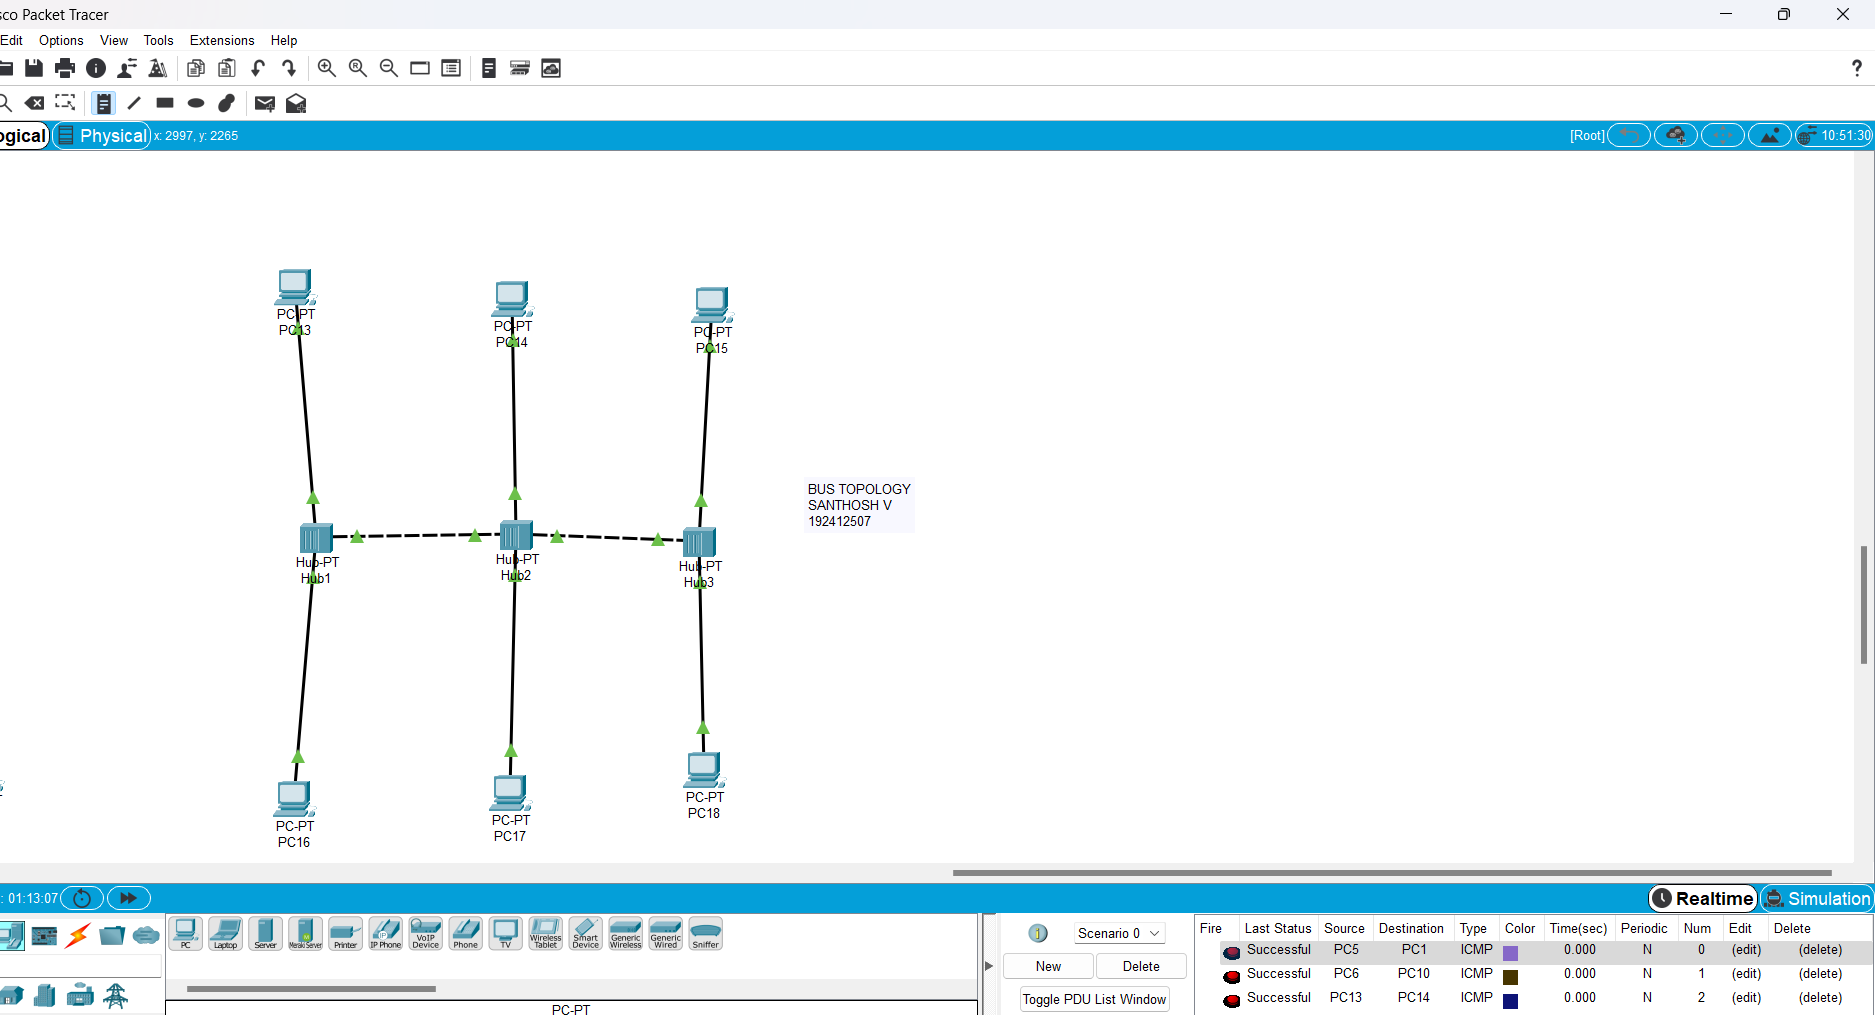 sco Packet Tracer
Edit Options View Tools Extensions Help
?
ogical Physical x: 2997, y: 2265 [Root] 10:51:30
PC-PT
PC13
PC-PT
PC14
PC-PT
PC15
BUS TOPOLOGY
SANTHOSH V
192412507
Hub-PT
Hub1
Hub-PT
Hub2
Hub-PT
Hub3
PC-PT
PC16
PC-PT
PC17
PC-PT
PC18
: 01:13:07 Realtime Simulation
PC Laptop Server Meraki Server Printer IP Phone VoIP Device Phone TV Wireless Tablet Smart Device Generic Wireless Generic Wired Sniffer
PC-PT
Scenario 0
New Delete
Toggle PDU List Window
Fire Last Status Source Destination Type Color Time(sec) Periodic Num Edit Delete
Successful PC5 PC1 ICMP 0.000 N 0 (edit) (delete)
Successful PC6 PC10 ICMP 0.000 N 1 (edit) (delete)
Successful PC13 PC14 ICMP 0.000 N 2 (edit) (delete)